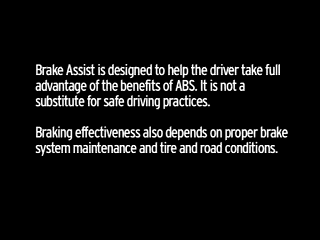 Brake Assist is designed to help the driver take full
advantage of the benefits of ABS. It is not a
substitute for safe driving practices.
Braking effectiveness also depends on proper brake
system maintenance and tire and road conditions.